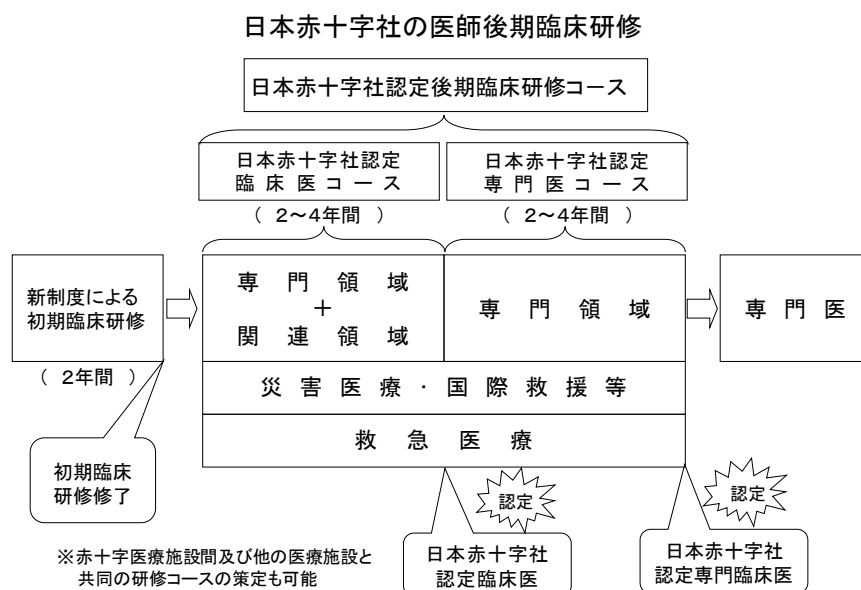 日本赤十字社の医師後期臨床研修
日本赤十字社認定後期臨床研修コース
日本赤十字社認定
臨床医コース
日本赤十字社認定
専門医コース
（ 2～4年間 ）
（ 2～4年間 ）
新制度による
初期臨床研修
（ 2年間 ）
専門領域
＋
関連領域
専門領域
専門医
災害医療・国際救援等
救急医療
初期臨床
研修修了
認定
認定
日本赤十字社
認定臨床医
日本赤十字社
認定専門臨床医
※赤十字医療施設間及び他の医療施設と
共同の研修コースの策定も可能